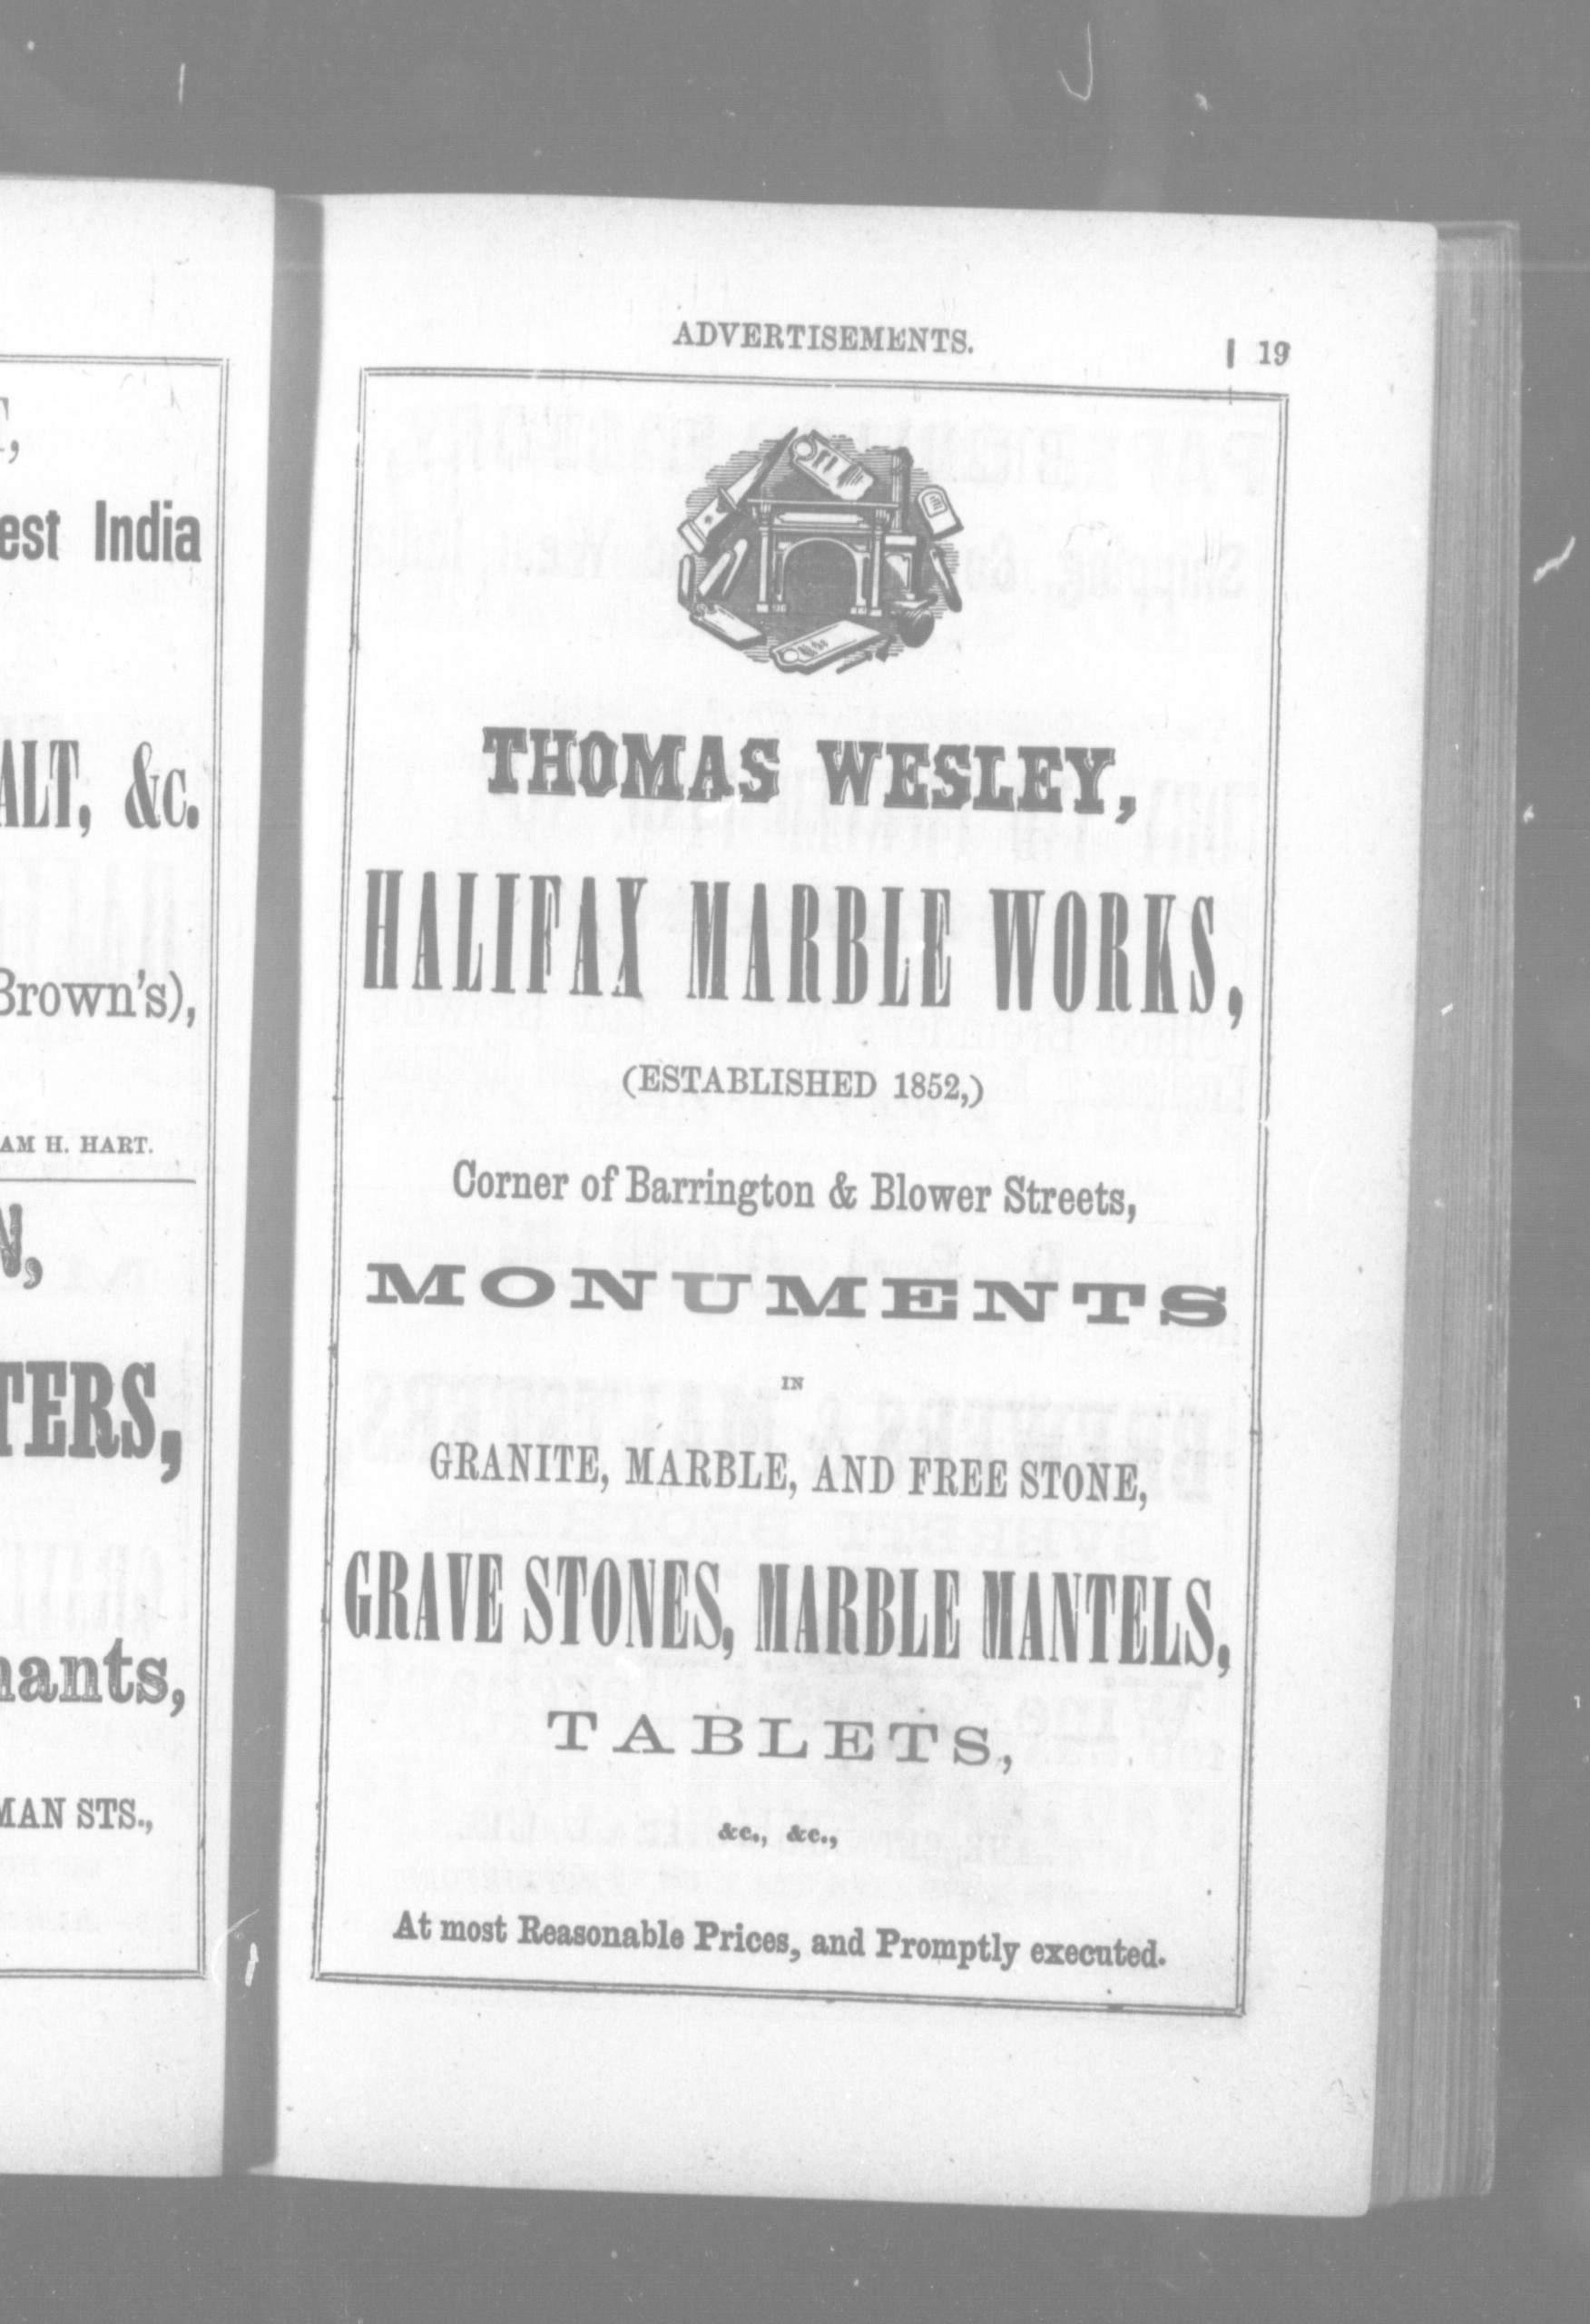 est India
ALT, &c.
Brown's),
AM H. HART.
N,
TERS,
hants,
MAN STS.,
ADVERTISEMENTS. 19
THOMAS WESLEY,
HALIFAX MARBLE WORKS,
(ESTABLISHED 1852,)
Corner of Barrington & Blower Streets,
MONUMENTS
IN
GRANITE, MARBLE, AND FREE STONE,
GRAVE STONES, MARBLE MANTELS,
TABLETS,
&c., &c.,
At most Reasonable Prices, and Promptly executed.